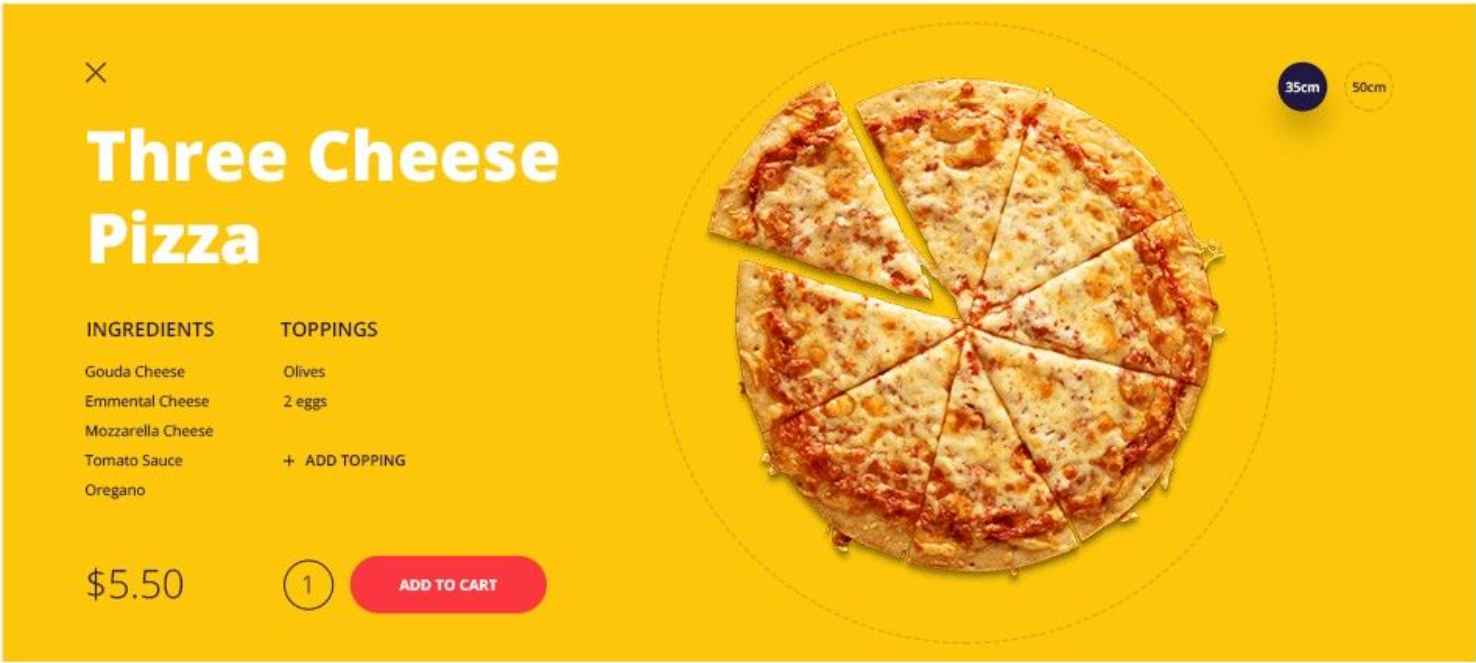 35cm
50cm
Three Cheese
Pizza
INGREDIENTS
Gouda Cheese
Emmental Cheese
Mozzarella Cheese
Tomato Sauce
Oregano
TOPPINGS
Olives
2 eggs
+ ADD TOPPING
$5.50
1
ADD TO CART